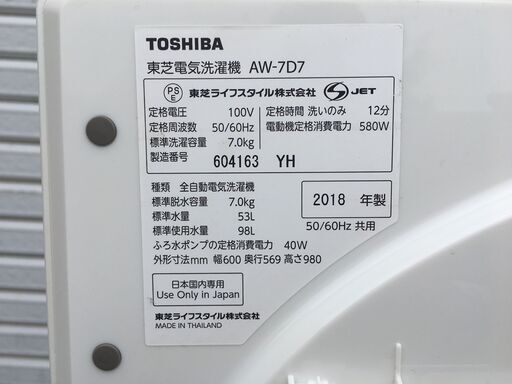 TOSHIBA
東芝電気洗濯機 AW-7D7
PS E 東芝ライフスタイル株式会社 S JET
定格電圧 100V 定格時間 洗いのみ 12分
定格周波数 50/60Hz 電動機定格消費電力 580W
標準洗濯容量 7.0kg
製造番号 604163 YH
種類 全自動電気洗濯機
標準脱水容量 7.0kg 2018 年製
標準水量 53L
標準使用水量 98L 50/60Hz 共用
ふろ水ポンプの定格消費電力 40W
外形寸法mm 幅600 奥行569 高さ980
日本国内専用
Use Only in Japan
東芝ライフスタイル株式会社
MADE IN THAILAND